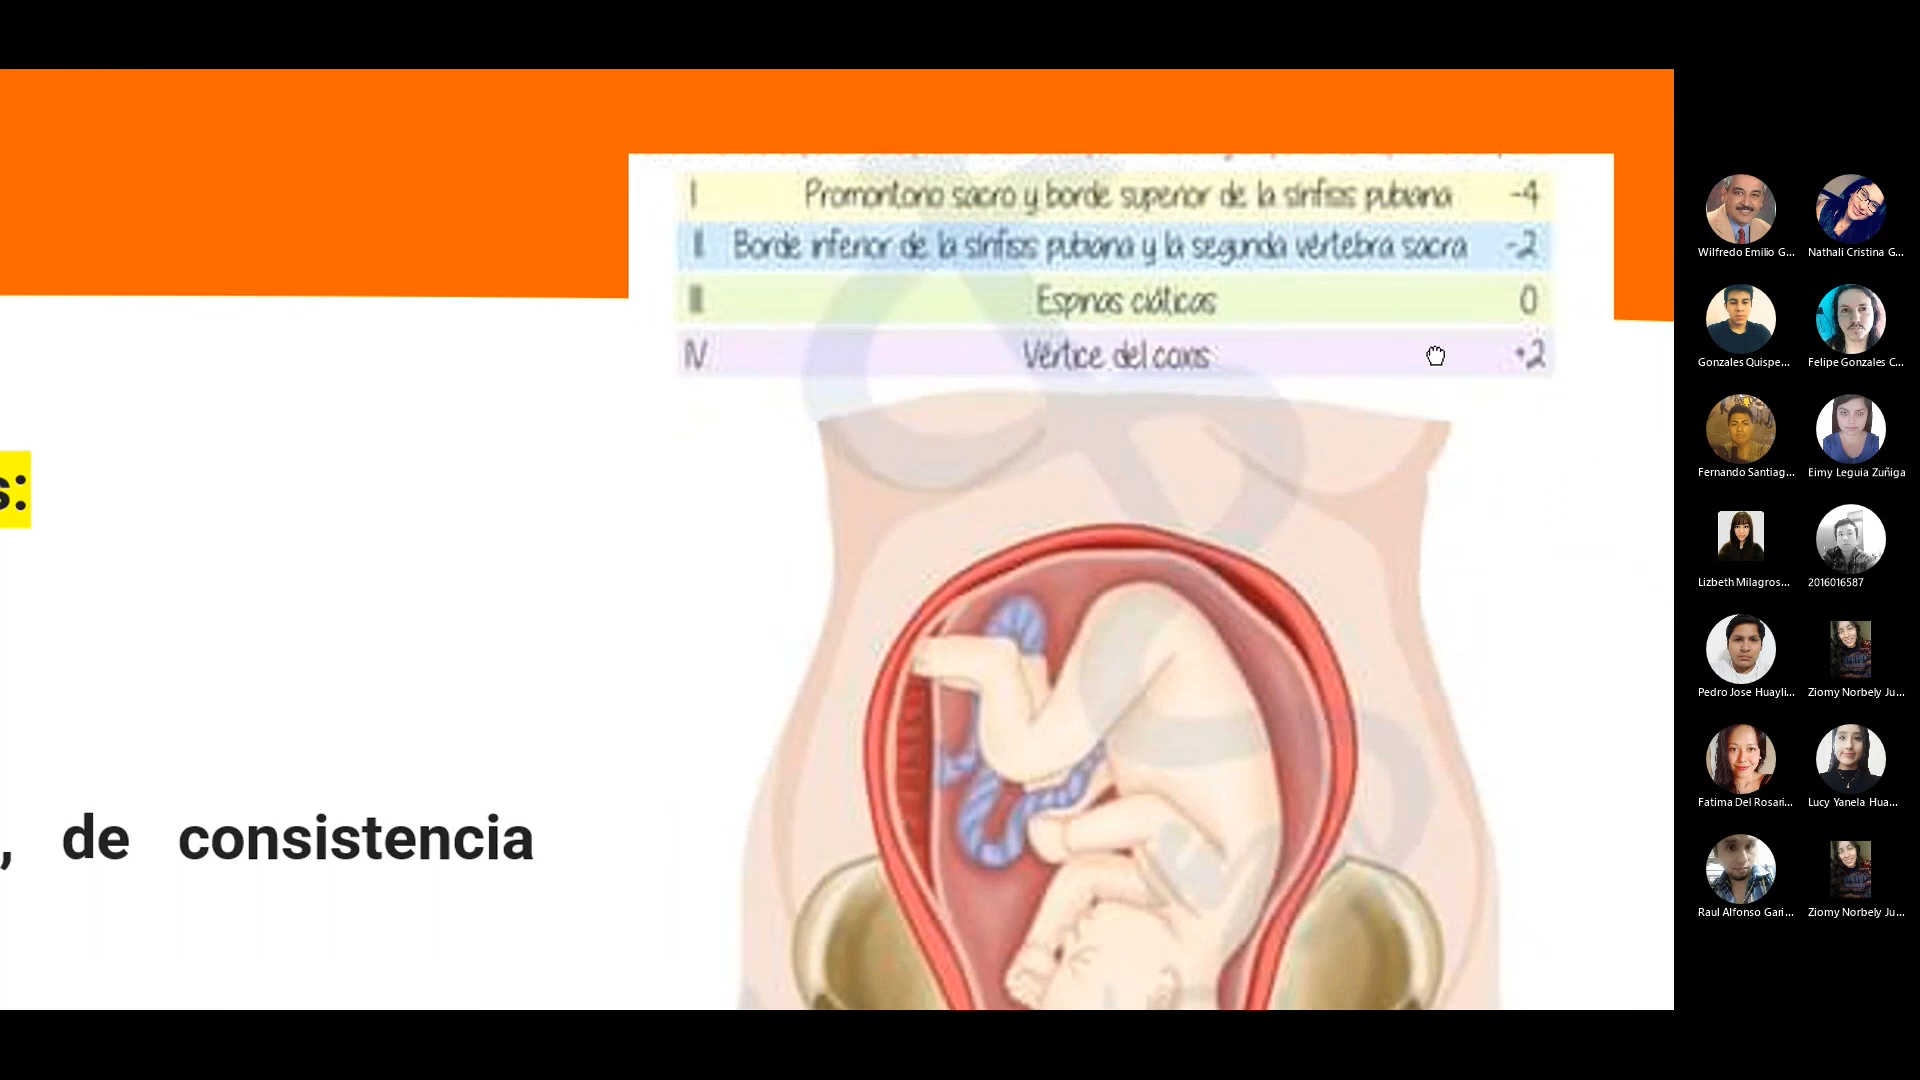 I Promontorio sacro y borde superior de la sínfisis pubiana -4
II Borde inferior de la sínfisis pubiana y la segunda vértebra sacra -2
III Espinas ciáticas 0
IV Vértice del coxis +2
s:
, de consistencia
Wilfredo Emilio G... Nathali Cristina G...
Gonzales Quispe... Felipe Gonzales C...
Fernando Santiag... Eimy Leguia Zuñiga
Lizbeth Milagros... 2016016587
Pedro Jose Huayli... Ziomy Norbely Ju...
Fatima Del Rosari... Lucy Yanela Hua...
Raul Alfonso Gari... Ziomy Norbely Ju...